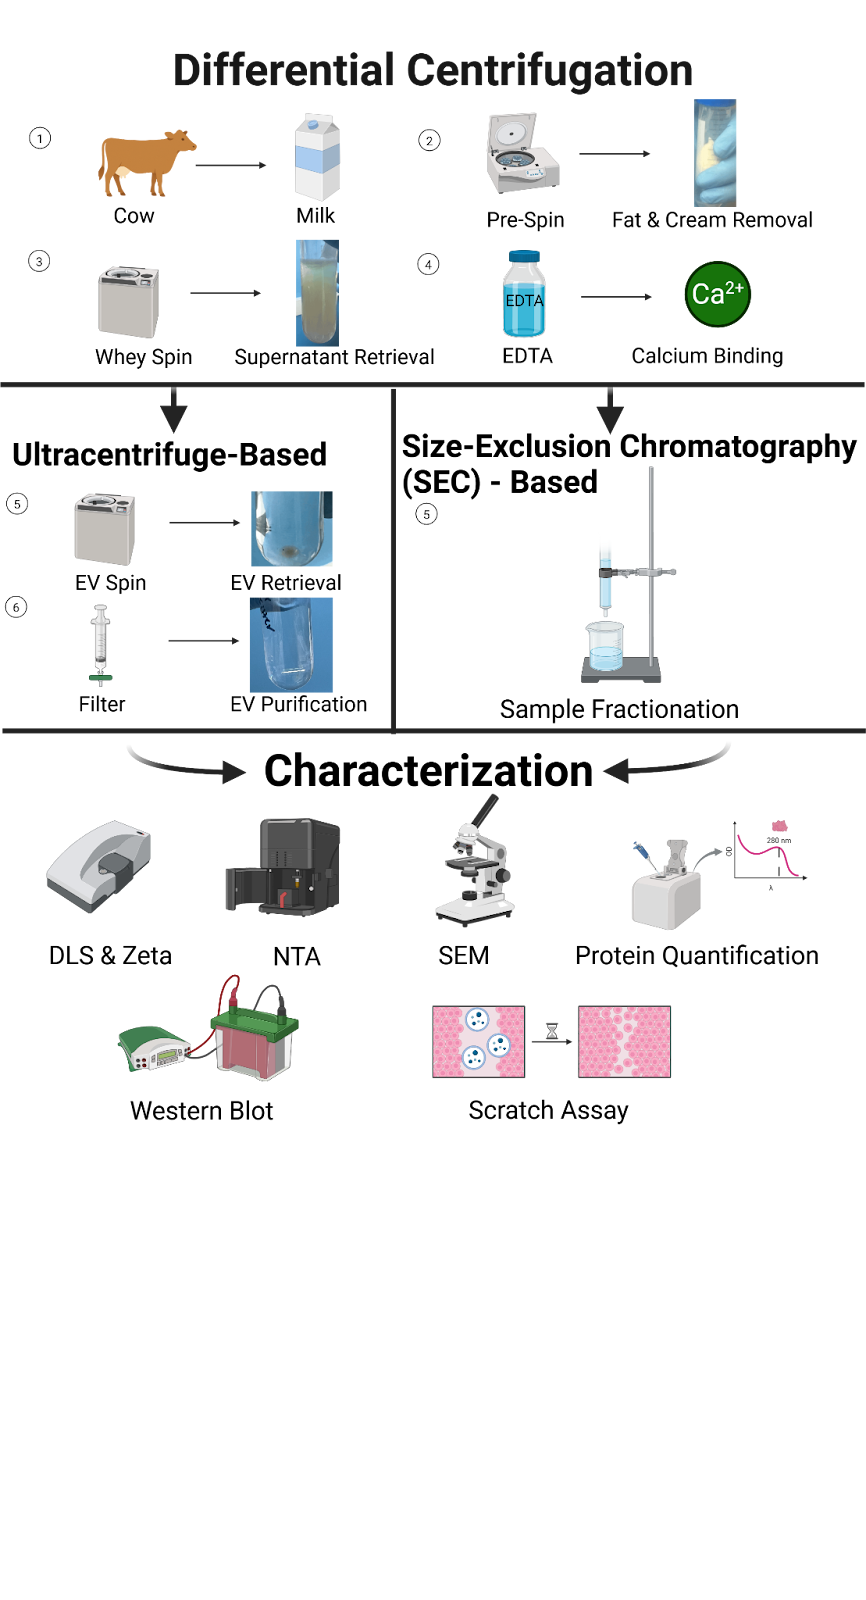 Differential Centrifugation
1
Cow
Milk
2
Pre-Spin
Fat & Cream Removal
3
Whey Spin
Supernatant Retrieval
4
EDTA
EDTA
Ca2+
Calcium Binding
Ultracentrifuge-Based
5
EV Spin
EV Retrieval
6
Filter
EV Purification
Size-Exclusion Chromatography
(SEC) - Based
5
Sample Fractionation
Characterization
DLS & Zeta
NTA
SEM
OD
280 nm
λ
Protein Quantification
Western Blot
Scratch Assay